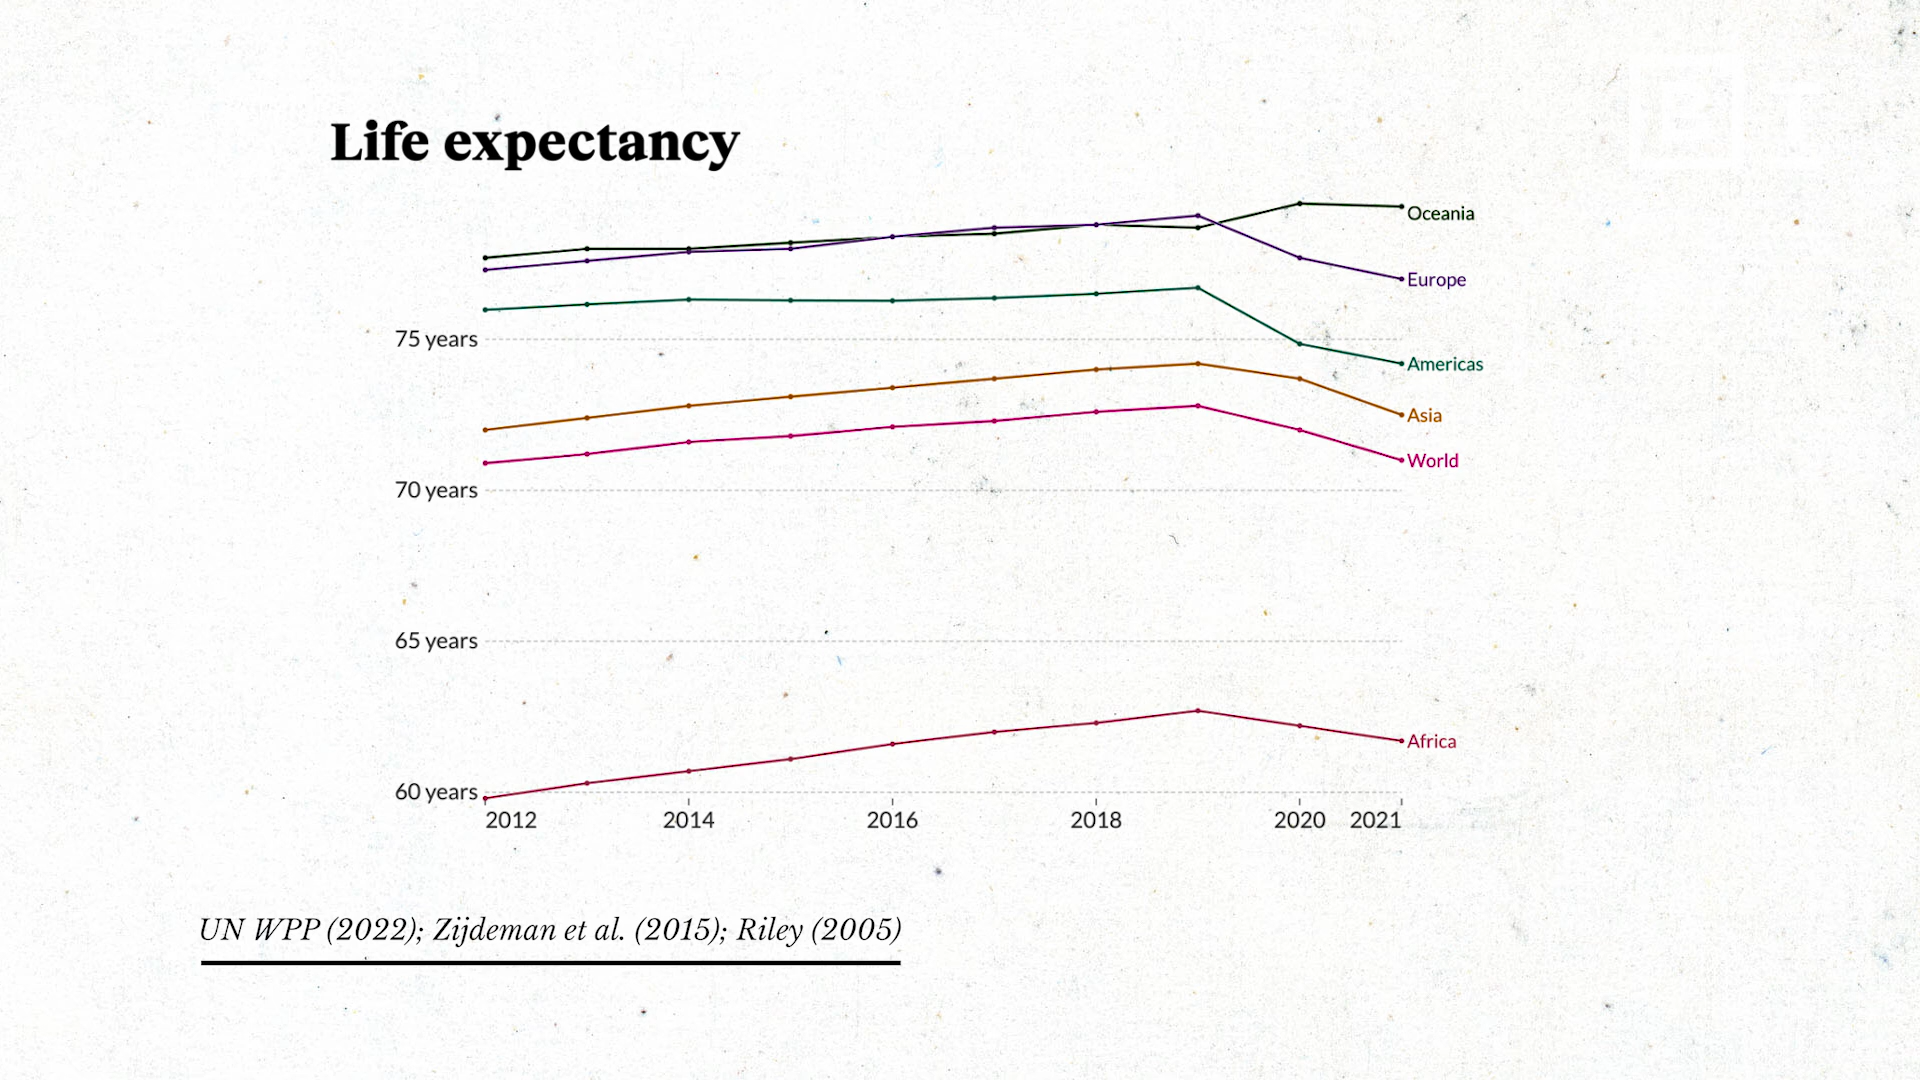 Life expectancy
Oceania
Europe
75 years
Americas
Asia
World
70 years
65 years
Africa
60 years
2012 2014 2016 2018 2020 2021
UN WPP (2022); Zijdeman et al. (2015); Riley (2005)